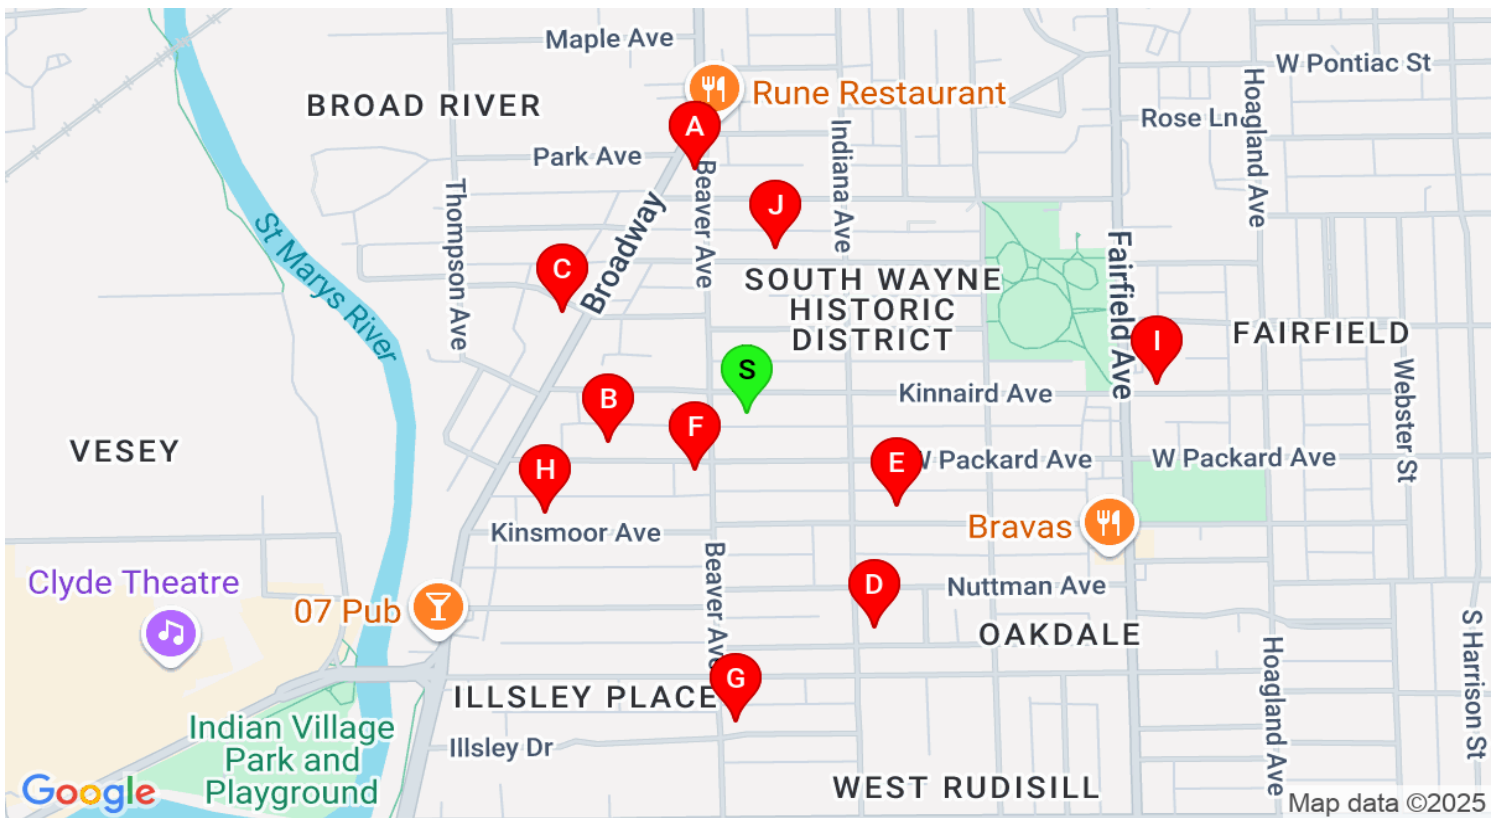 Maple Ave
W Pontiac St
BROAD RIVER
Rune Restaurant
Hoagland Ave
Rose Ln
A
Indiana Ave
Park Ave
Beaver Ave
Thompson Ave
J
Broadway
St Marys River
Fairfield Ave
C
SOUTH WAYNE
HISTORIC
DISTRICT
FAIRFIELD
I
S
Kinnaird Ave
Webster St
B
F
VESEY
H
E
W Packard Ave
W Packard Ave
Kinsmoor Ave
Bravas
Beaver Ave
Clyde Theatre
07 Pub
D
Nuttman Ave
OAKDALE
S Harrison St
Hoagland Ave
G
ILLSLEY PLACE
Indian Village
Park and
Playground
Illsley Dr
WEST RUDISILL
Google
Map data ©2025